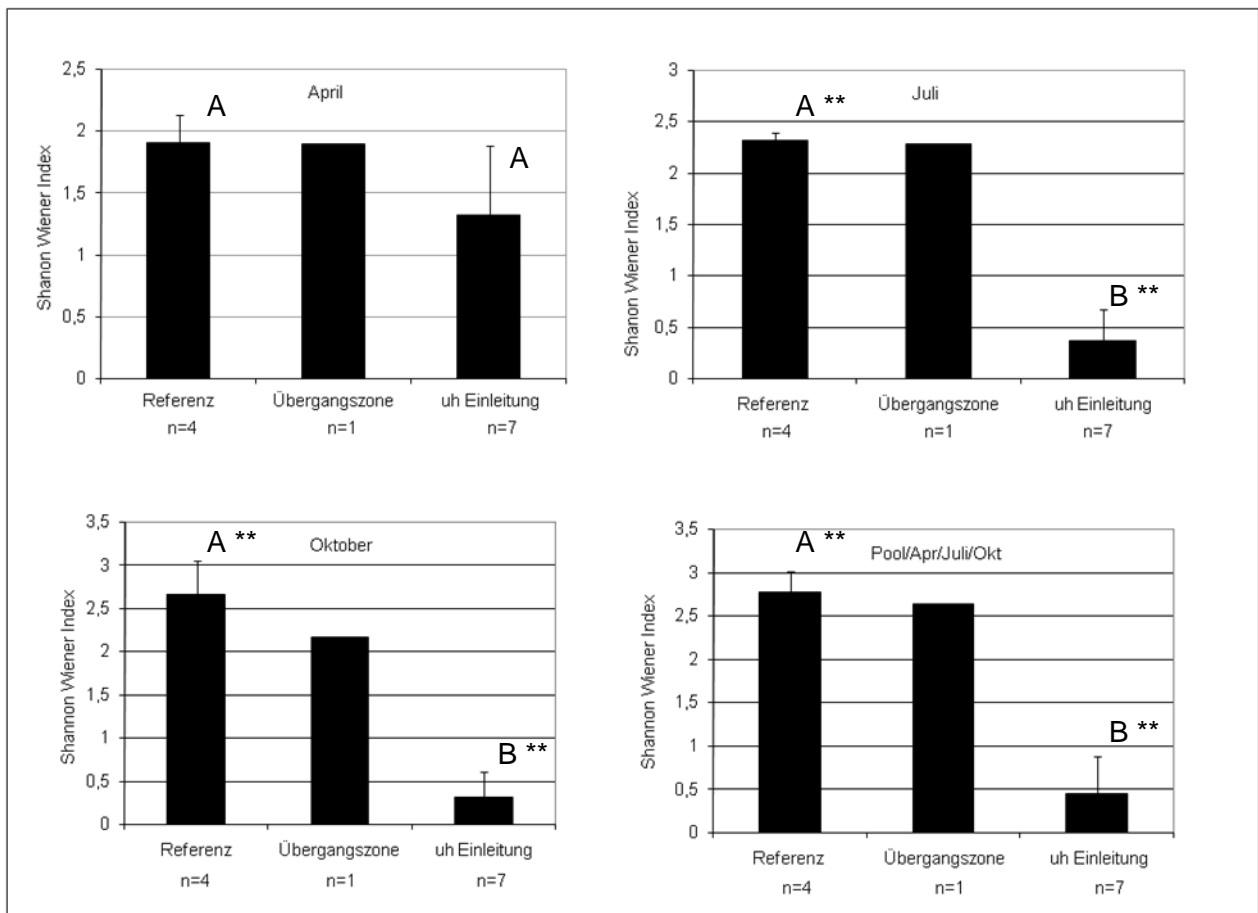 April
Shanon Wiener Index
2,5
2
1,5
1
0,5
0
A
A
Referenz Übergangszone uh Einleitung
n=4 n=1 n=7
Juli
Shannon Wiener Index
3
2,5
2
1,5
1
0,5
0
A **
B **
Referenz Übergangszone uh Einleitung
n=4 n=1 n=7
Oktober
Shannon Wiener Index
3,5
3
2,5
2
1,5
1
0,5
0
A **
B **
Referenz Übergangszone uh Einleitung
n=4 n=1 n=7
Pool/Apr/Juli/Okt
Shannon Wiener Index
3,5
3
2,5
2
1,5
1
0,5
0
A **
B **
Referenz Übergangszone uh Einleitung
n=4 n=1 n=7